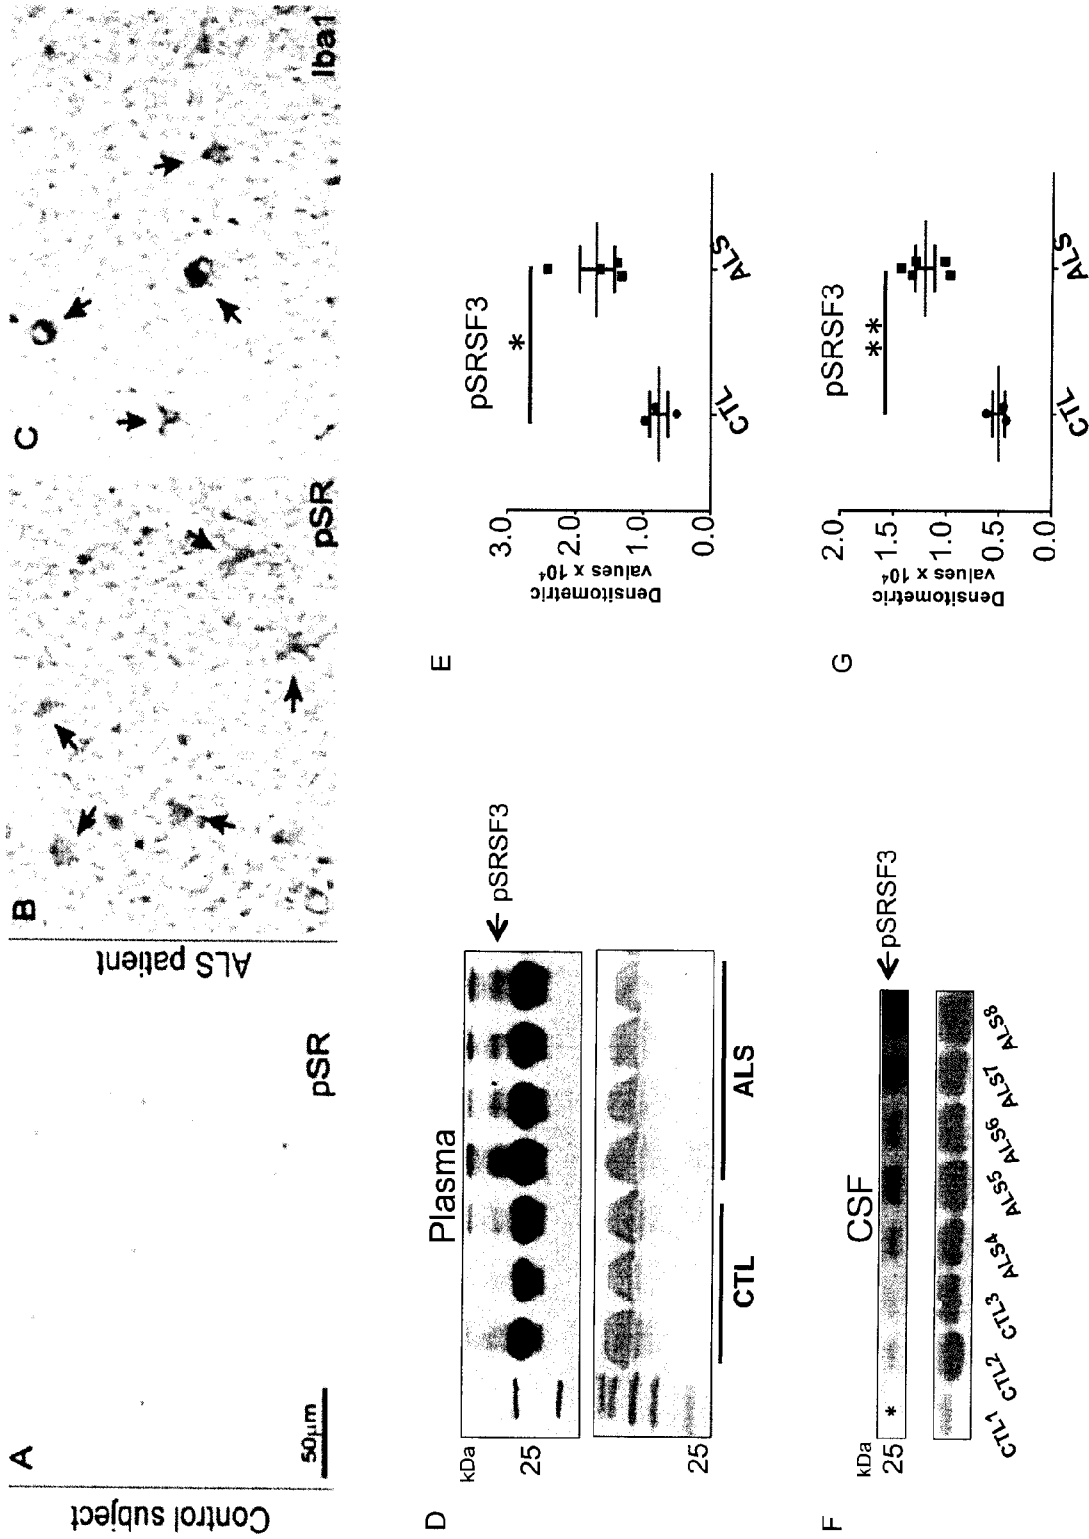 Control subject
A
50µm
pSR
ALS patient
B
pSR
C
Iba1
D
Plasma
kDa
25
←pSRSF3
25
CTL
ALS
E
pSRSF3
*
Densitometric
values x 10⁴
3.0
2.0
1.0
0.0
CTL
ALS
F
CSF
kDa
25
*
←pSRSF3
CTL1
CTL2
CTL3
ALS4
ALS5
ALS6
ALS7
ALS8
G
pSRSF3
**
Densitometric
values x 10⁴
2.0
1.5
1.0
0.5
0.0
CTL
ALS